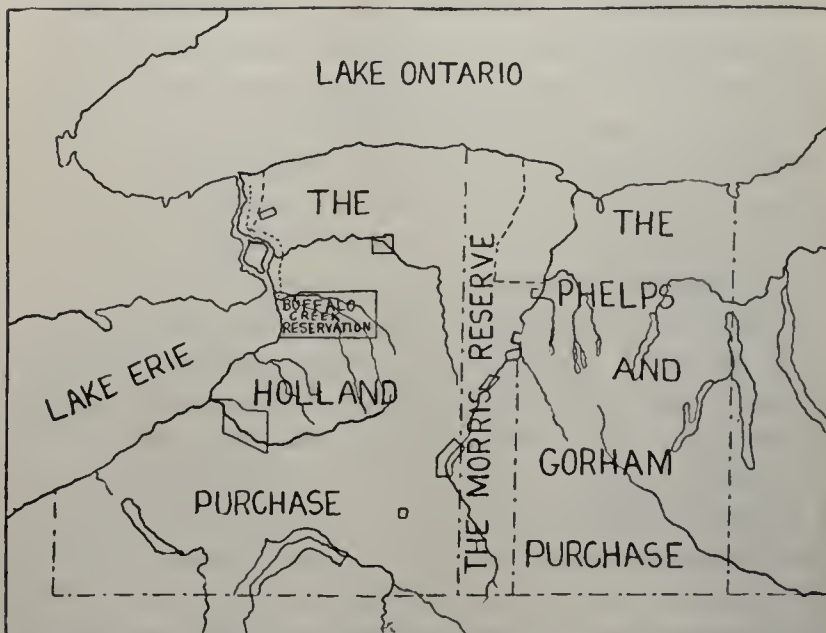 LAKE ONTARIO
THE
HOLLAND
PURCHASE
BUFFALO
CREEK
RESERVATION
LAKE ERIE
THE MORRIS RESERVE
THE
PHELPS
AND
GORHAM
PURCHASE